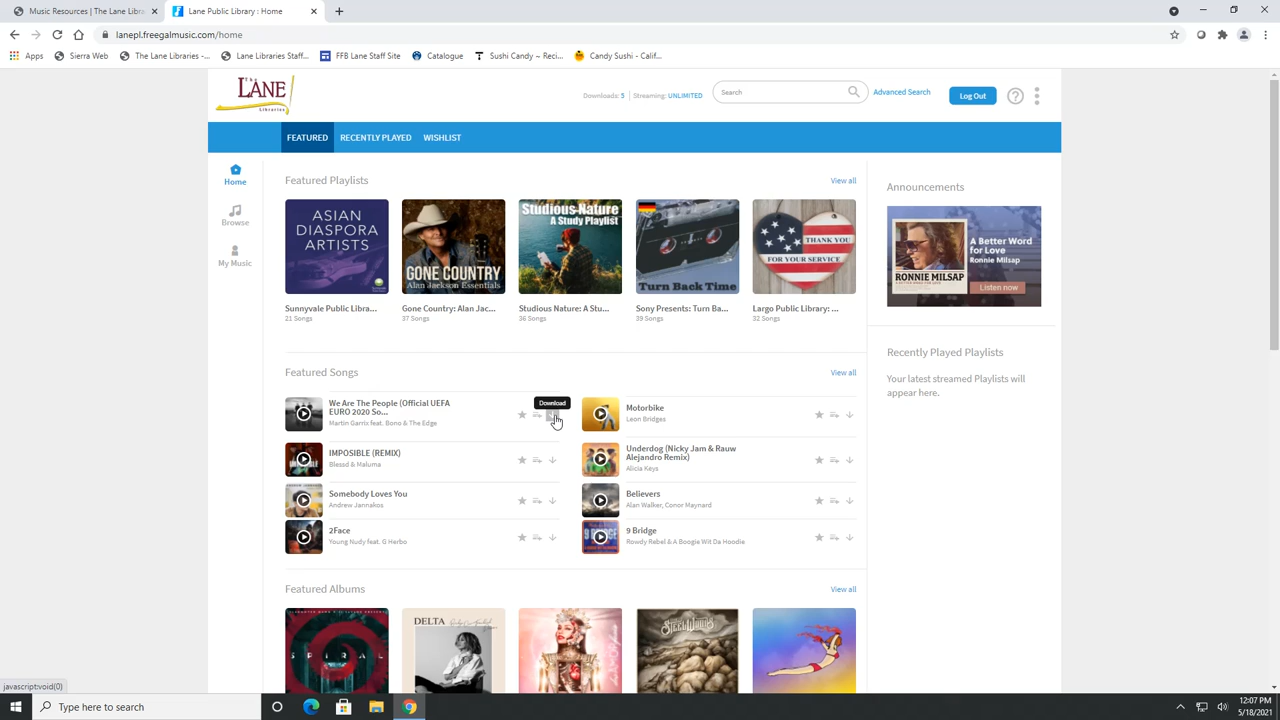 Music Resources | The Lane Libr
Lane Public Library : Home
lanepl.freegalmusic.com/home
Apps
Sierra Web
The Lane Libraries -...
Lane Libraries Staff...
FFB Lane Staff Site
Catalogue
Sushi Candy ~ Reci...
Candy Sushi - Calif...
The LANE Libraries
Downloads: 5 | Streaming: UNLIMITED
Search
Advanced Search
Log Out
FEATURED
RECENTLY PLAYED
WISHLIST
Home
Browse
My Music
Featured Playlists
View all
ASIAN
DIASPORA
ARTISTS
GONE COUNTRY
Alan Jackson Essentials
Studious Nature
A Study Playlist
Turn Back Time
THANK YOU
FOR YOUR SERVICE
Sunnyvale Public Libra...
21 Songs
Gone Country: Alan Jac...
37 Songs
Studious Nature: A Stu...
36 Songs
Sony Presents: Turn Ba...
39 Songs
Largo Public Library: ...
32 Songs
Announcements
RONNIE MILSAP
A Better Word
for Love
Ronnie Milsap
Listen now
Recently Played Playlists
Your latest streamed Playlists will
appear here.
Featured Songs
View all
We Are The People (Official UEFA
EURO 2020 So...
Martin Garrix feat. Bono & The Edge
Download
Motorbike
Leon Bridges
IMPOSIBLE (REMIX)
Blessd & Maluma
Underdog (Nicky Jam & Rauw
Alejandro Remix)
Alicia Keys
Somebody Loves You
Andrew Jannakos
Believers
Alan Walker, Conor Maynard
2Face
Young Nudy feat. G Herbo
9 Bridge
Rowdy Rebel & A Boogie Wit Da Hoodie
Featured Albums
View all
SPIRAL
DELTA
STEEL WOODS
javascript:void(0)
Type here to search
12:07 PM
5/18/2021